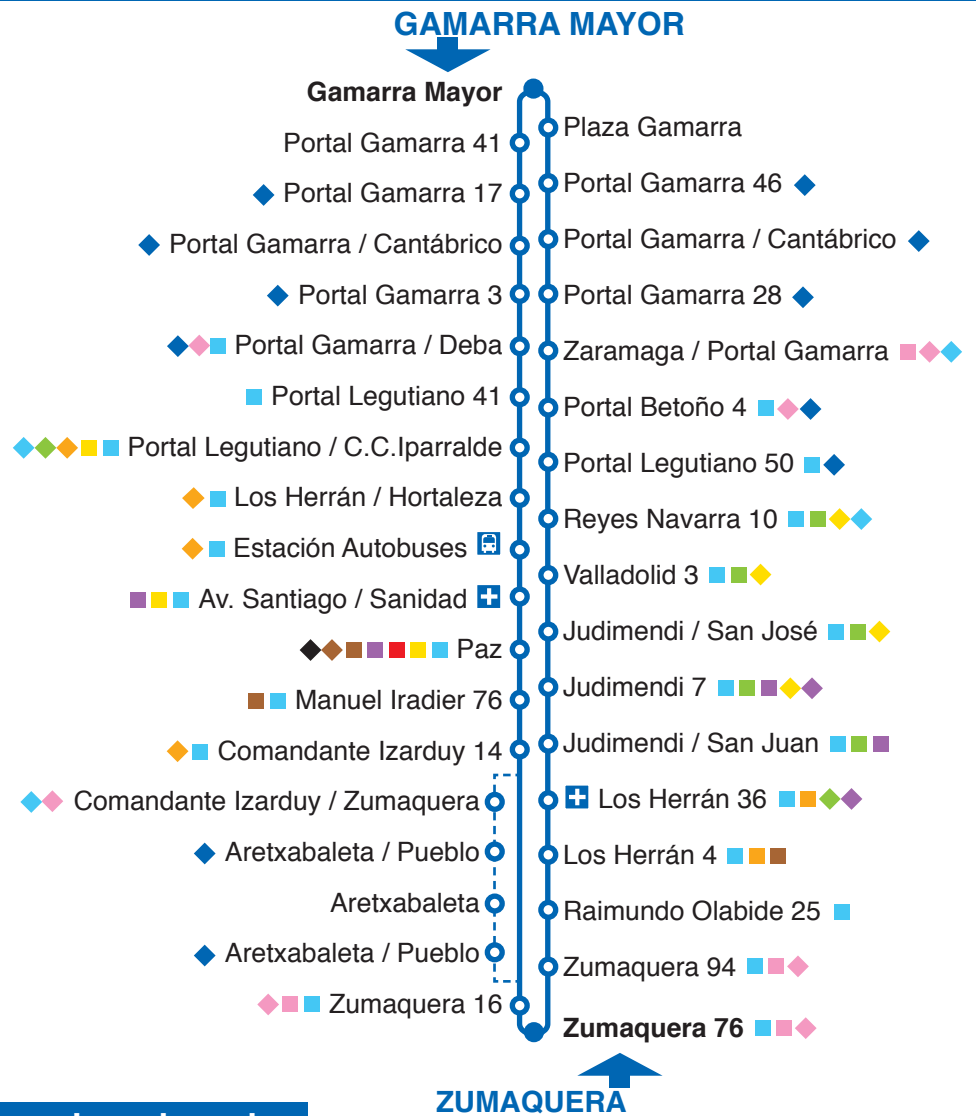 GAMARRA MAYOR
Gamarra Mayor
Portal Gamarra 41
Portal Gamarra 17
Portal Gamarra / Cantábrico
Portal Gamarra 3
Portal Gamarra / Deba
Portal Legutiano 41
Portal Legutiano / C.C.Iparralde
Los Herrán / Hortaleza
Estación Autobuses
Av. Santiago / Sanidad
Paz
Manuel Iradier 76
Comandante Izarduy 14
Comandante Izarduy / Zumaquera
Aretxabaleta / Pueblo
Aretxabaleta
Aretxabaleta / Pueblo
Zumaquera 16
Plaza Gamarra
Portal Gamarra 46
Portal Gamarra / Cantábrico
Portal Gamarra 28
Zaramaga / Portal Gamarra
Portal Betoño 4
Portal Legutiano 50
Reyes Navarra 10
Valladolid 3
Judimendi / San José
Judimendi 7
Judimendi / San Juan
Los Herrán 36
Los Herrán 4
Raimundo Olabide 25
Zumaquera 94
Zumaquera 76
ZUMAQUERA